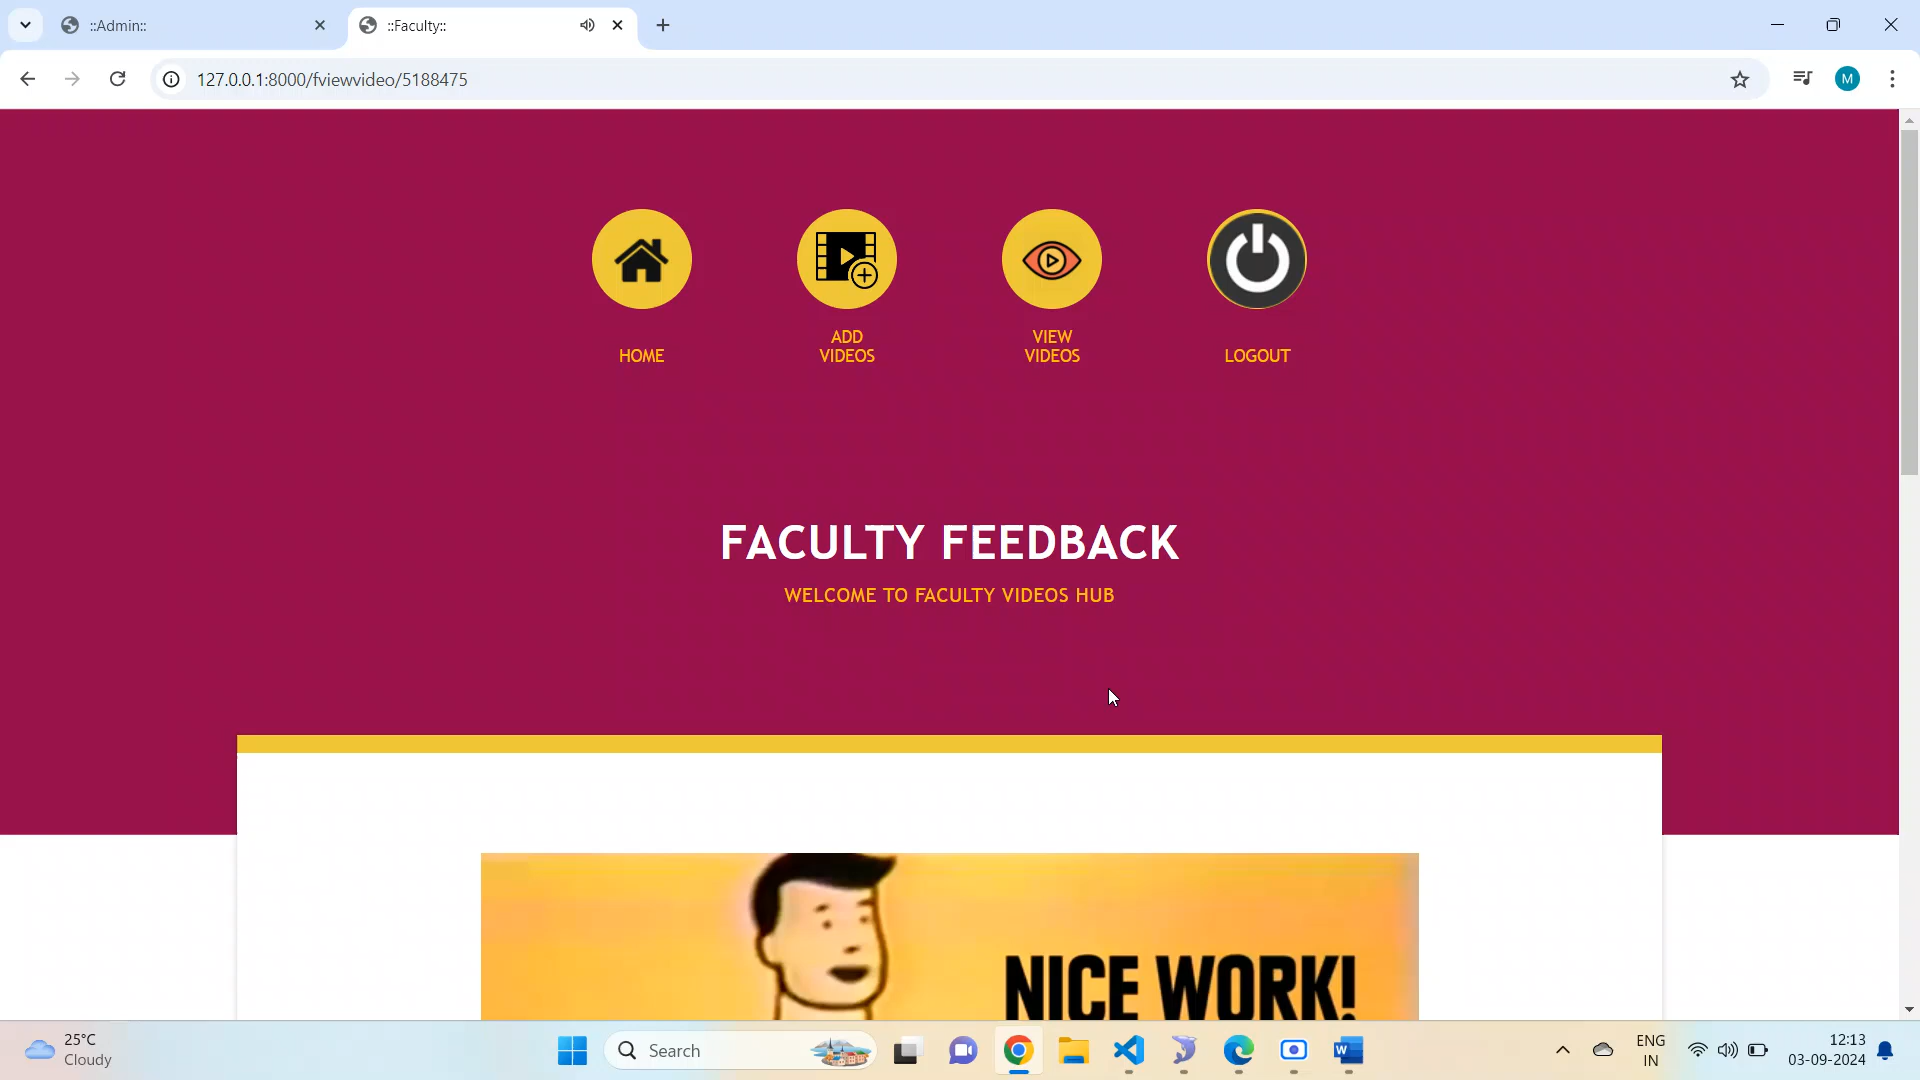 ::Admin::
::Faculty::
127.0.0.1:8000/fviewvideo/5188475
M
HOME
ADD
VIDEOS
VIEW
VIDEOS
LOGOUT
FACULTY FEEDBACK
WELCOME TO FACULTY VIDEOS HUB
NICE WORK!
25°C
Cloudy
Search
W
ENG
IN
12:13
03-09-2024